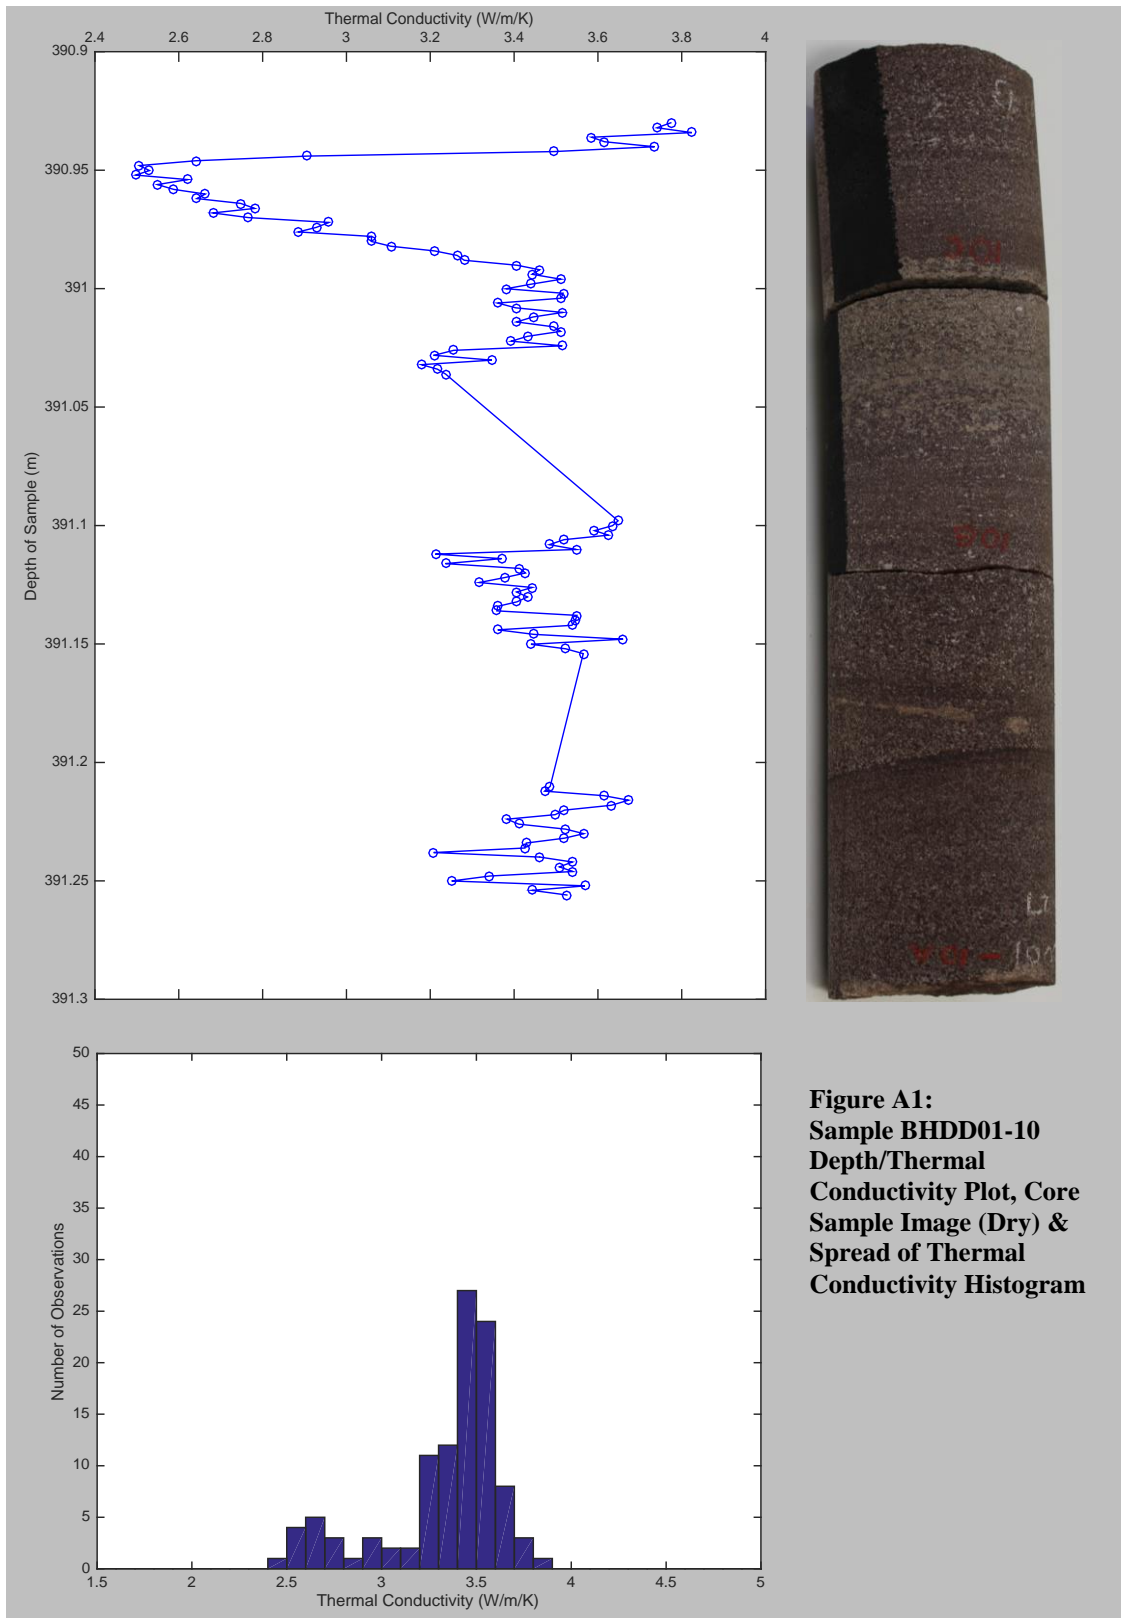 Thermal Conductivity (W/m/K)
2.4 2.6 2.8 3 3.2 3.4 3.6 3.8 4
390.9
390.95
391
391.05
391.1
391.15
391.2
391.25
391.3
Depth of Sample (m)
10C
10B
10A
50
45
40
35
30
25
20
15
10
5
0
Number of Observations
1.5 2 2.5 3 3.5 4 4.5 5
Thermal Conductivity (W/m/K)
Figure A1:
Sample BHDD01-10
Depth/Thermal
Conductivity Plot, Core
Sample Image (Dry) &
Spread of Thermal
Conductivity Histogram